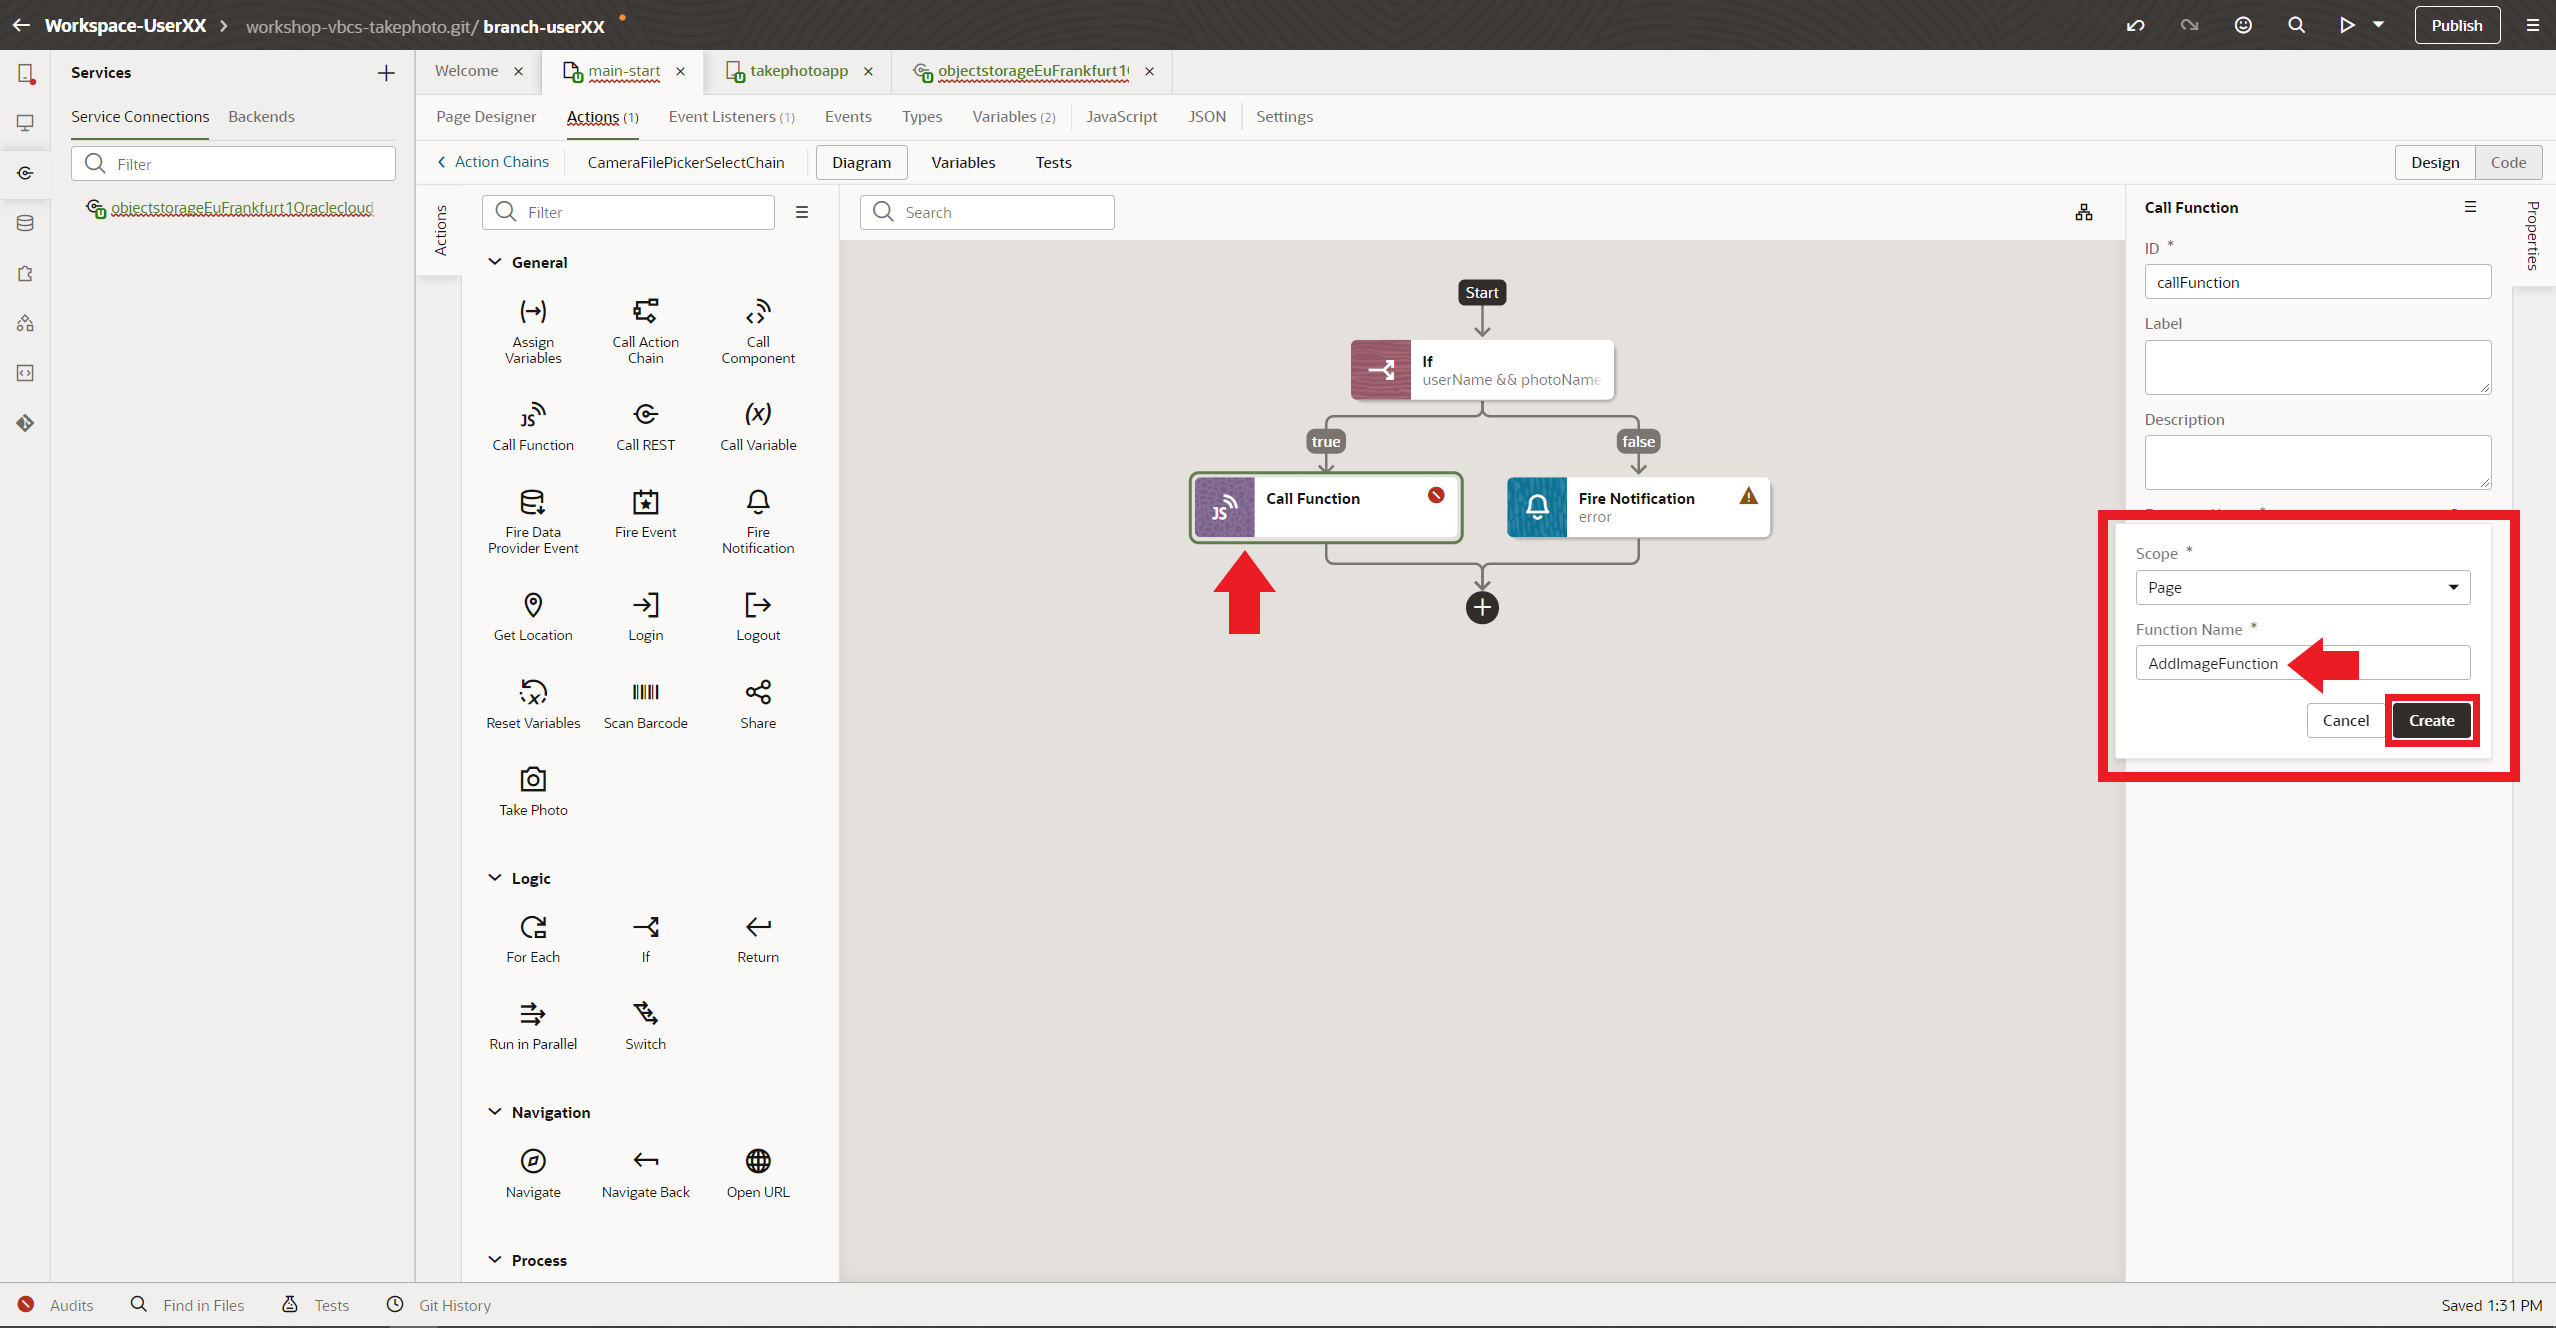 Workspace-UserXX
workshop-vbcs-takephoto.git/ branch-userXX
Publish
Services
Service Connections
Backends
Filter
objectstorageEuFrankfurt1Oraclecloud
Welcome
main-start
takephotoapp
objectstorageEuFrankfurt1
Page Designer
Actions (1)
Event Listeners (1)
Events
Types
Variables (2)
JavaScript
JSON
Settings
Action Chains
CameraFilePickerSelectChain
Diagram
Variables
Tests
Design
Code
Actions
Filter
General
Assign Variables
Call Action Chain
Call Component
JS
Call Function
Call REST
(x)
Call Variable
Fire Data Provider Event
Fire Event
Fire Notification
Get Location
Login
Logout
Reset Variables
Scan Barcode
Share
Take Photo
Logic
For Each
If
Return
Run in Parallel
Switch
Navigation
Navigate
Navigate Back
Open URL
Process
Search
Start
If
userName && photoName
true
false
JS
Call Function
Fire Notification
error
Call Function
Properties
ID *
callFunction
Label
Description
Scope *
Page
Function Name *
AddImageFunction
Cancel
Create
Audits
Find in Files
Tests
Git History
Saved 1:31 PM